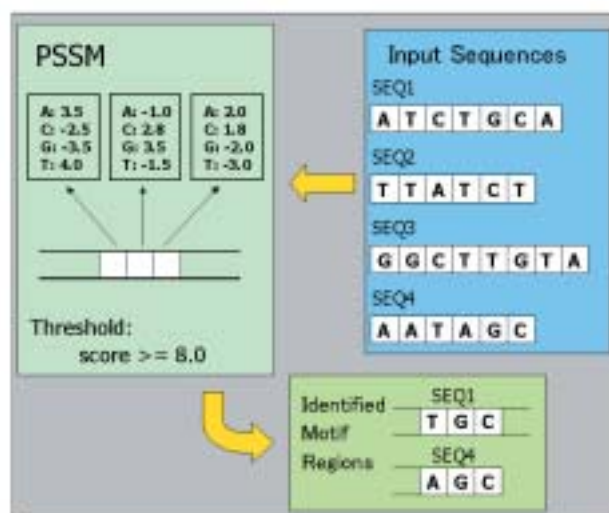 PSSM
A: 3.5
C: -2.5
G: -3.5
T: 4.0
A: -1.0
C: 2.8
G: 3.5
T: -1.5
A: 2.0
C: 1.8
G: -2.0
T: -3.0
Threshold:
score >= 8.0
Input Sequences
SEQ1
A T C T G C A
SEQ2
T T A T C T
SEQ3
G G C T T G T A
SEQ4
A A T A G C
Identified
Motif
Regions
SEQ1
T G C
SEQ4
A G C